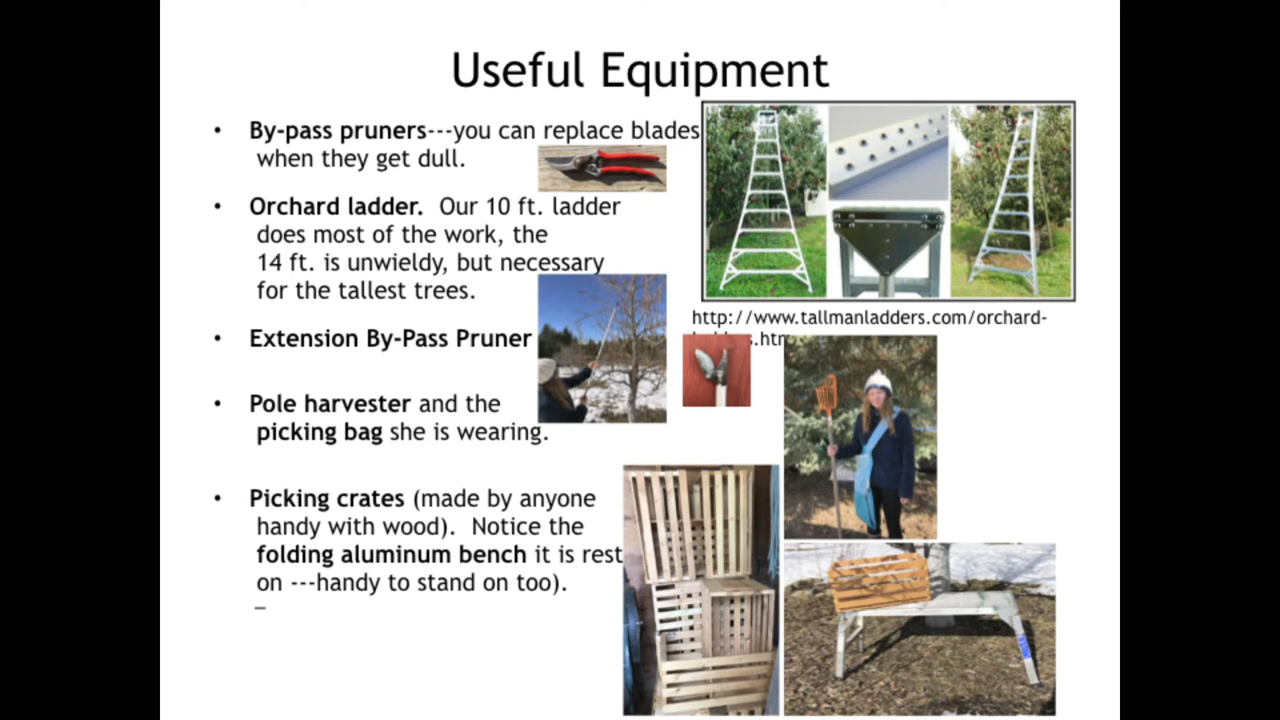 Useful Equipment
• By-pass pruners---you can replace blades
when they get dull.
• Orchard ladder. Our 10 ft. ladder
does most of the work, the
14 ft. is unwieldy, but necessary
for the tallest trees.
http://www.tallmanladders.com/orchard-
• Extension By-Pass Pruner
• Pole harvester and the
picking bag she is wearing.
• Picking crates (made by anyone
handy with wood). Notice the
folding aluminum bench it is rest
on ---handy to stand on too).
–